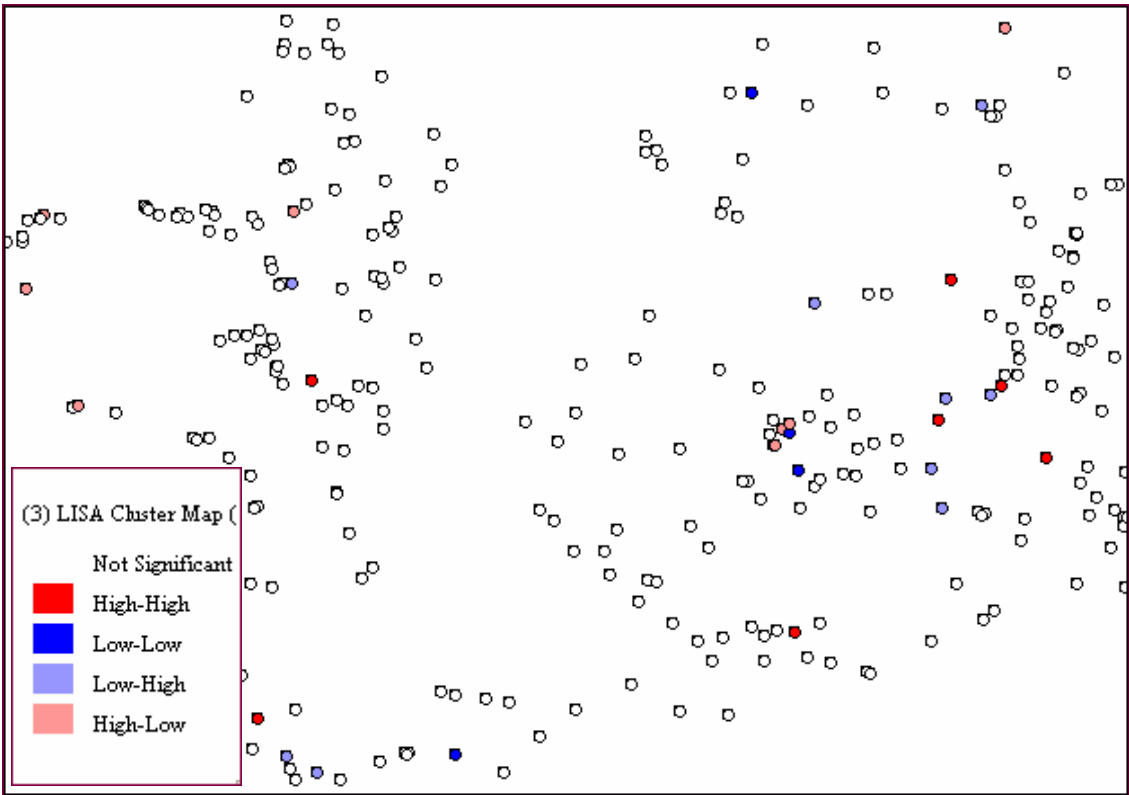 (3) LISA Cluster Map (
Not Significant
High-High
Low-Low
Low-High
High-Low